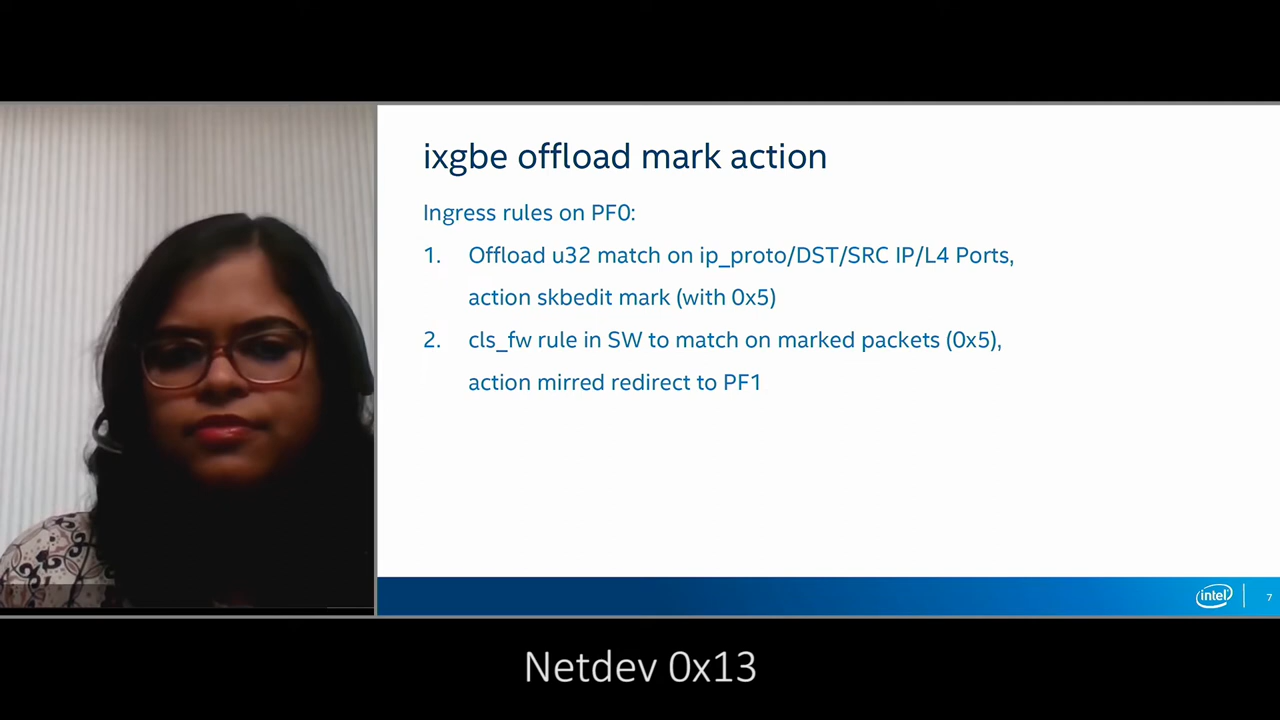 ixgbe offload mark action
Ingress rules on PF0:
1. Offload u32 match on ip_proto/DST/SRC IP/L4 Ports,
action skbedit mark (with 0x5)
2. cls_fw rule in SW to match on marked packets (0x5),
action mirred redirect to PF1
intel
7
Netdev 0x13